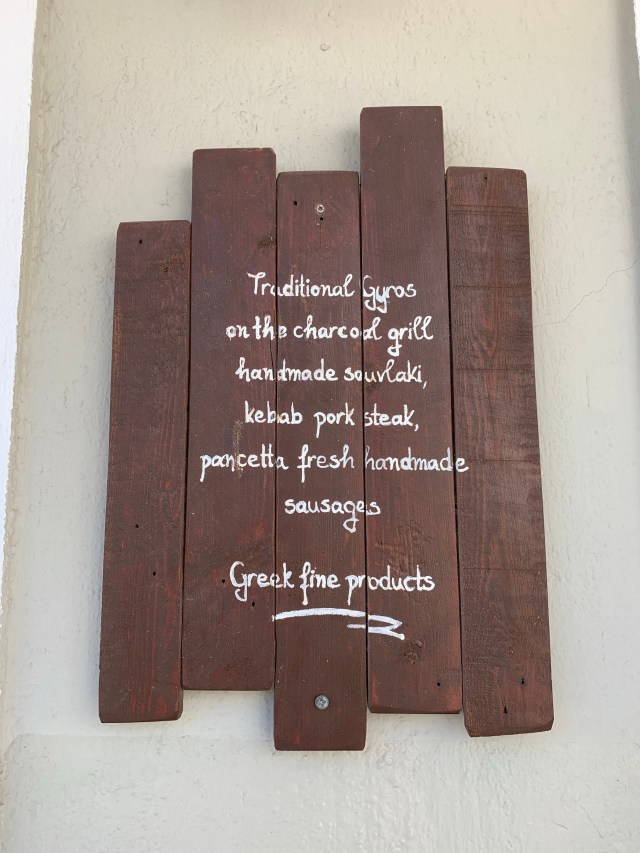 Traditional Gyros
on the charcoal grill
handmade souvlaki,
kebab pork steak,
pancetta fresh handmade
sausages
Greek fine products